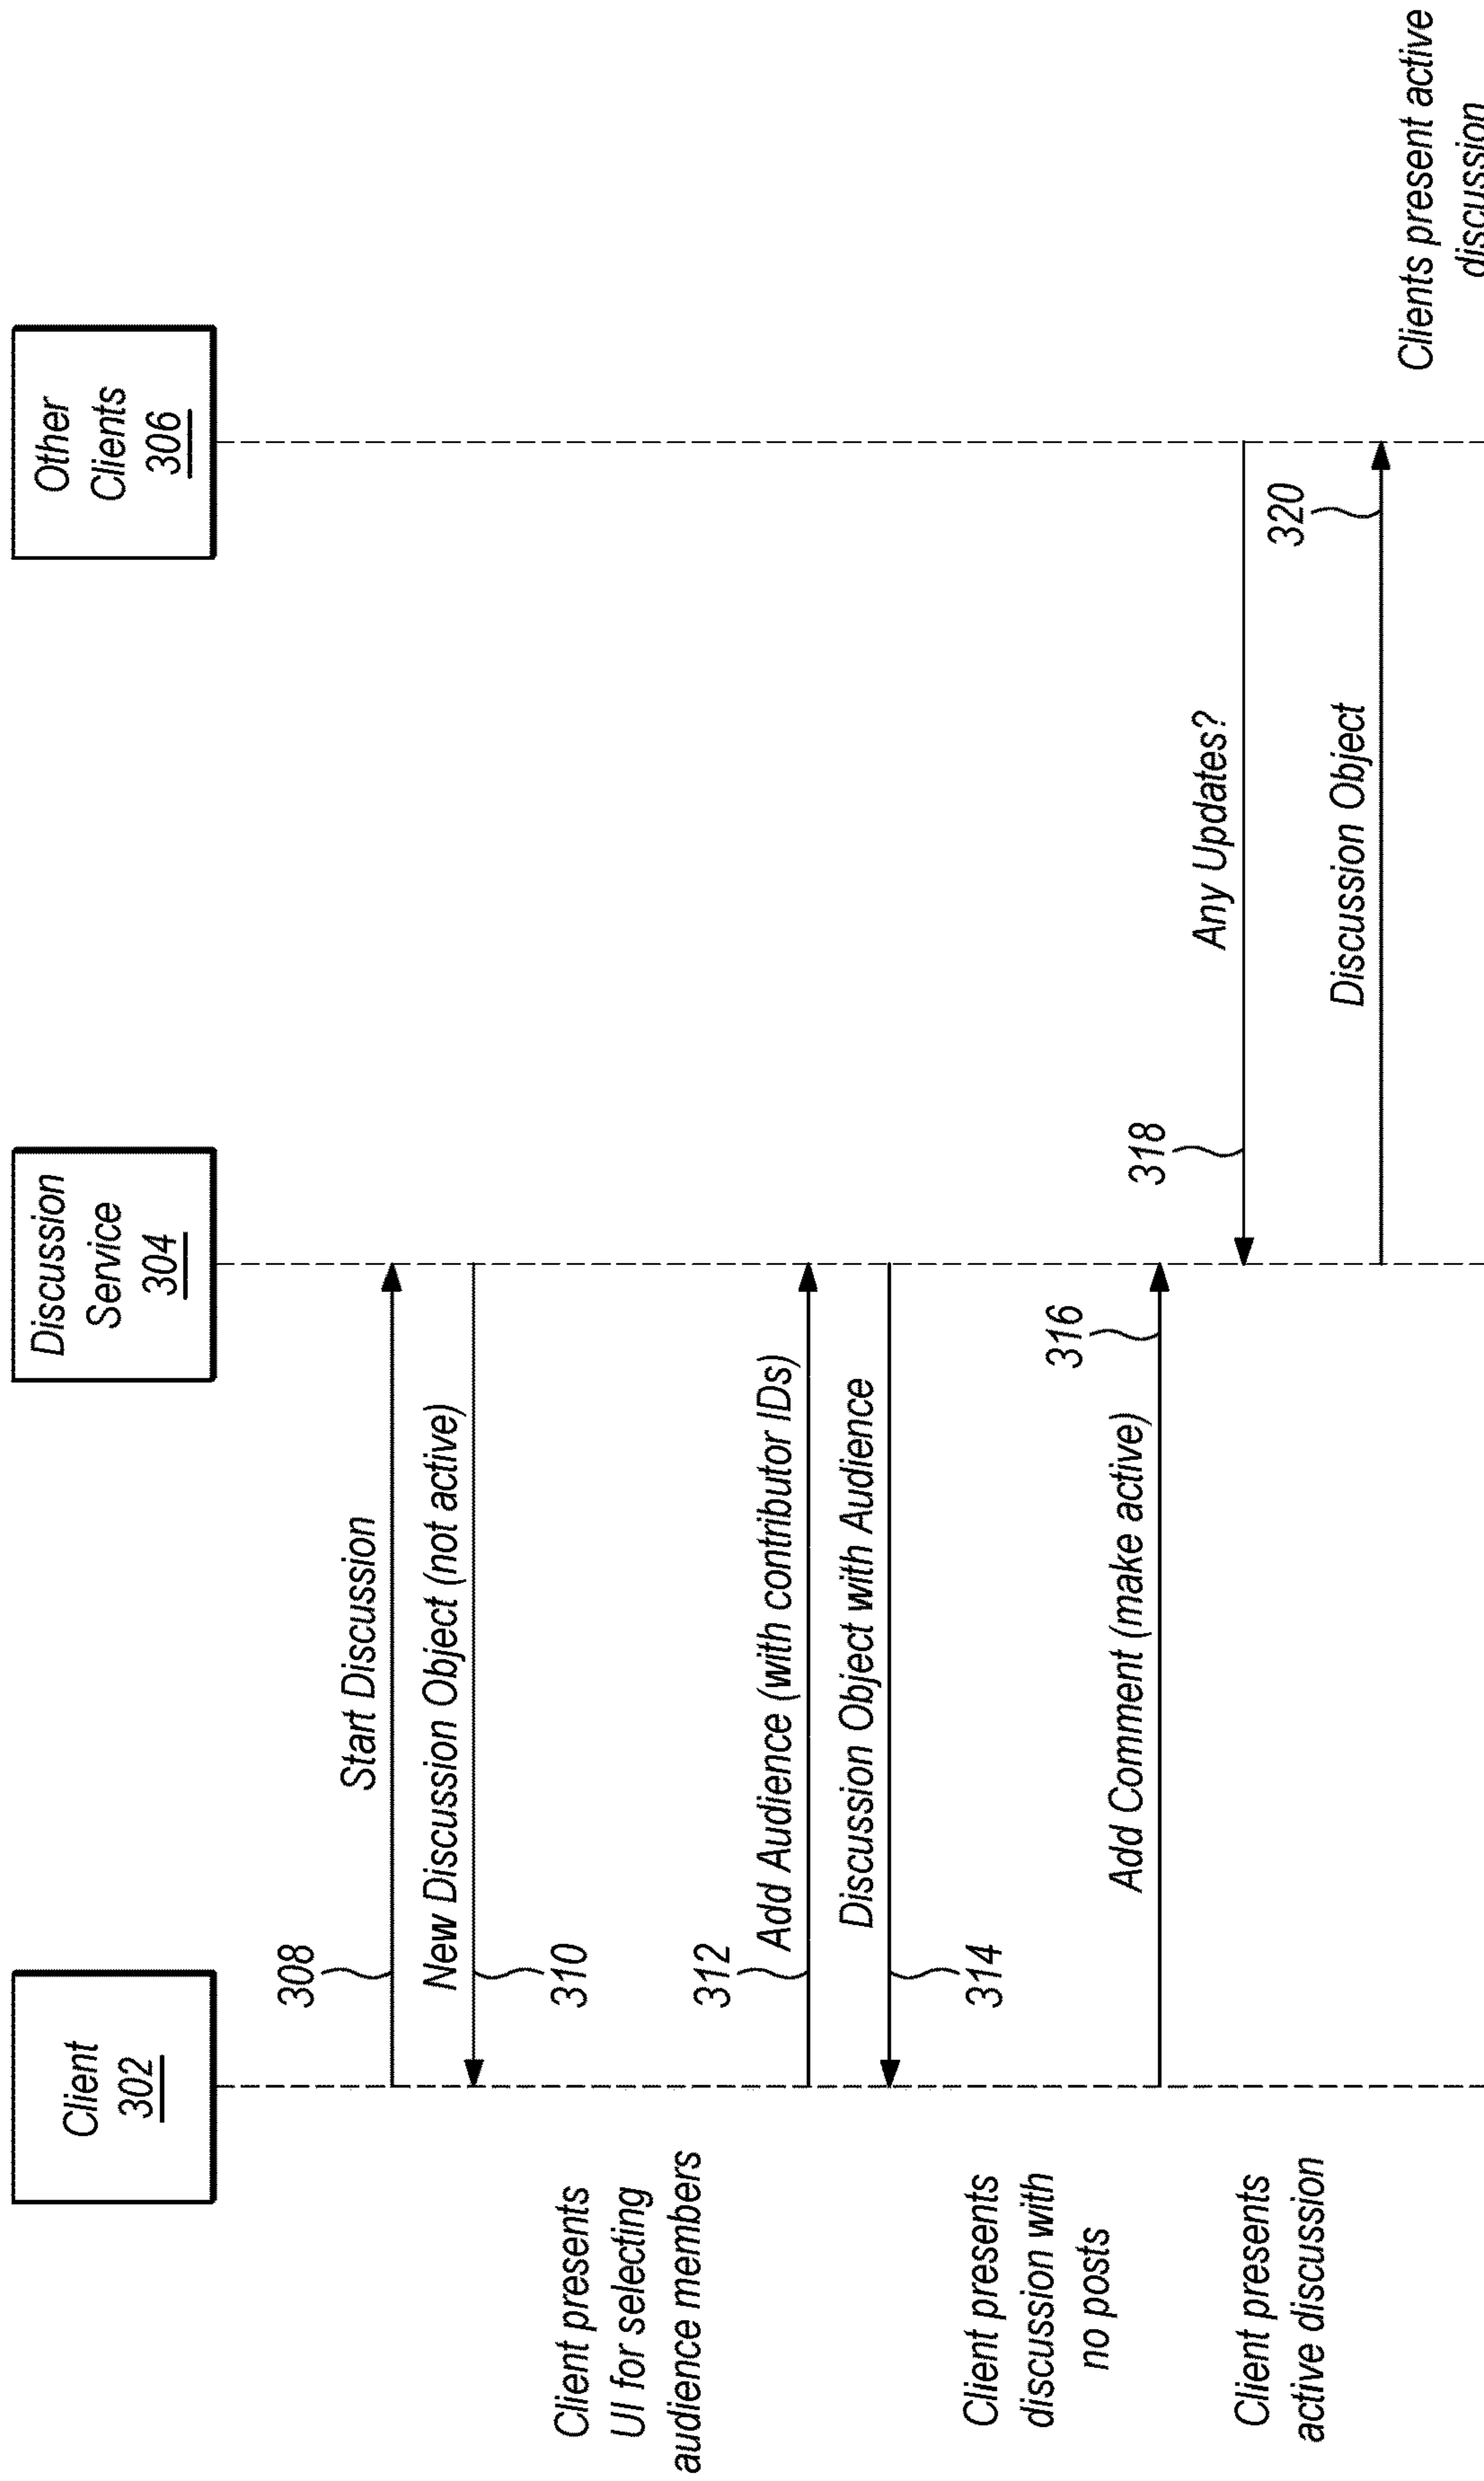 Client
302
Discussion
Service
304
Other
Clients
306
308
Start Discussion
New Discussion Object (not active)
310
Client presents
UI for selecting
audience members
312
Add Audience (with contributor IDs)
Discussion Object with Audience
314
Client presents
discussion with
no posts
Add Comment (make active)
316
Client presents
active discussion
318
Any Updates?
320
Discussion Object
Clients present active
discussion